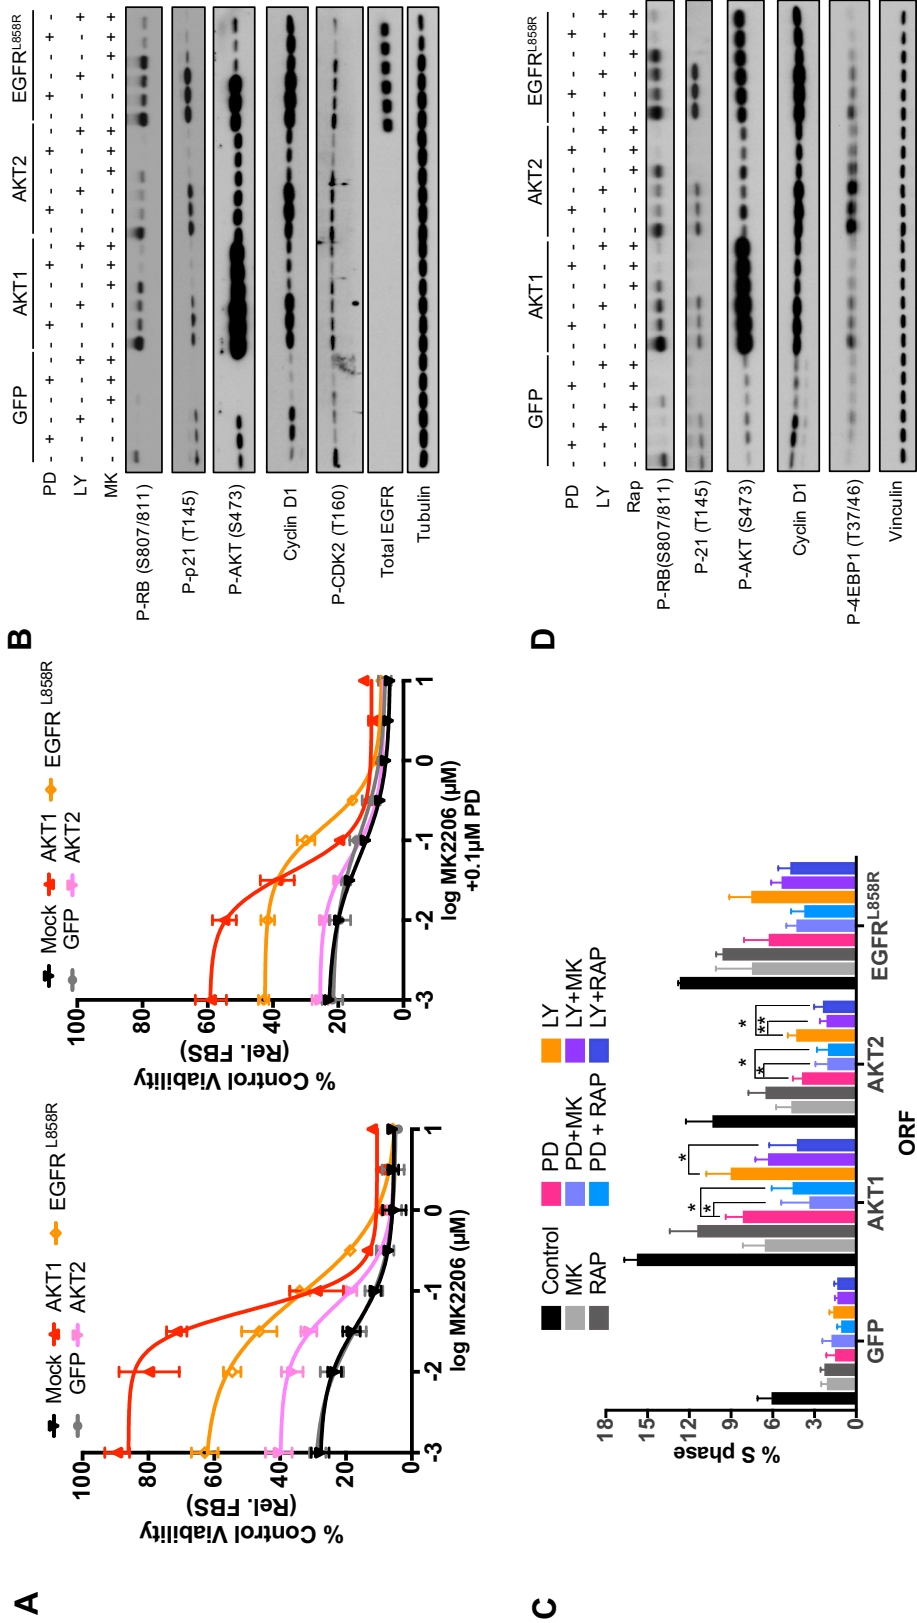 A
Mock AKT1 EGFR L858R
GFP AKT2
% Control Viability
(Rel. FBS)
100
80
60
40
20
0
-3 -2 -1 0 1
log MK2206 (µM)
Mock AKT1 EGFR L858R
GFP AKT2
% Control Viability
(Rel. FBS)
100
80
60
40
20
0
-3 -2 -1 0 1
log MK2206 (µM)
+0.1µM PD
B
GFP AKT1 AKT2 EGFR L858R
PD - + - - + - - + - - + - - + - - + - - + - - + -
LY - - + - - + - - + - - + - - + - - + - - + - - +
MK - - - + + + - - - + + + - - - + + + - - - + + +
P-RB (S807/811)
P-p21 (T145)
P-AKT (S473)
Cyclin D1
P-CDK2 (T160)
Total EGFR
Tubulin
C
Control PD LY
MK PD+MK LY+MK
RAP PD + RAP LY+RAP
% S phase
18
15
12
9
6
3
0
* * * * * * **
GFP AKT1 AKT2 EGFR L858R
ORF
D
GFP AKT1 AKT2 EGFR L858R
PD - + - - + - - + - - + - - + - - + - - + - - + -
LY - - + - - + - - + - - + - - + - - + - - + - - +
Rap - - - + + + - - - + + + - - - + + + - - - + + +
P-RB(S807/811)
P-21 (T145)
P-AKT (S473)
Cyclin D1
P-4EBP1 (T37/46)
Vinculin